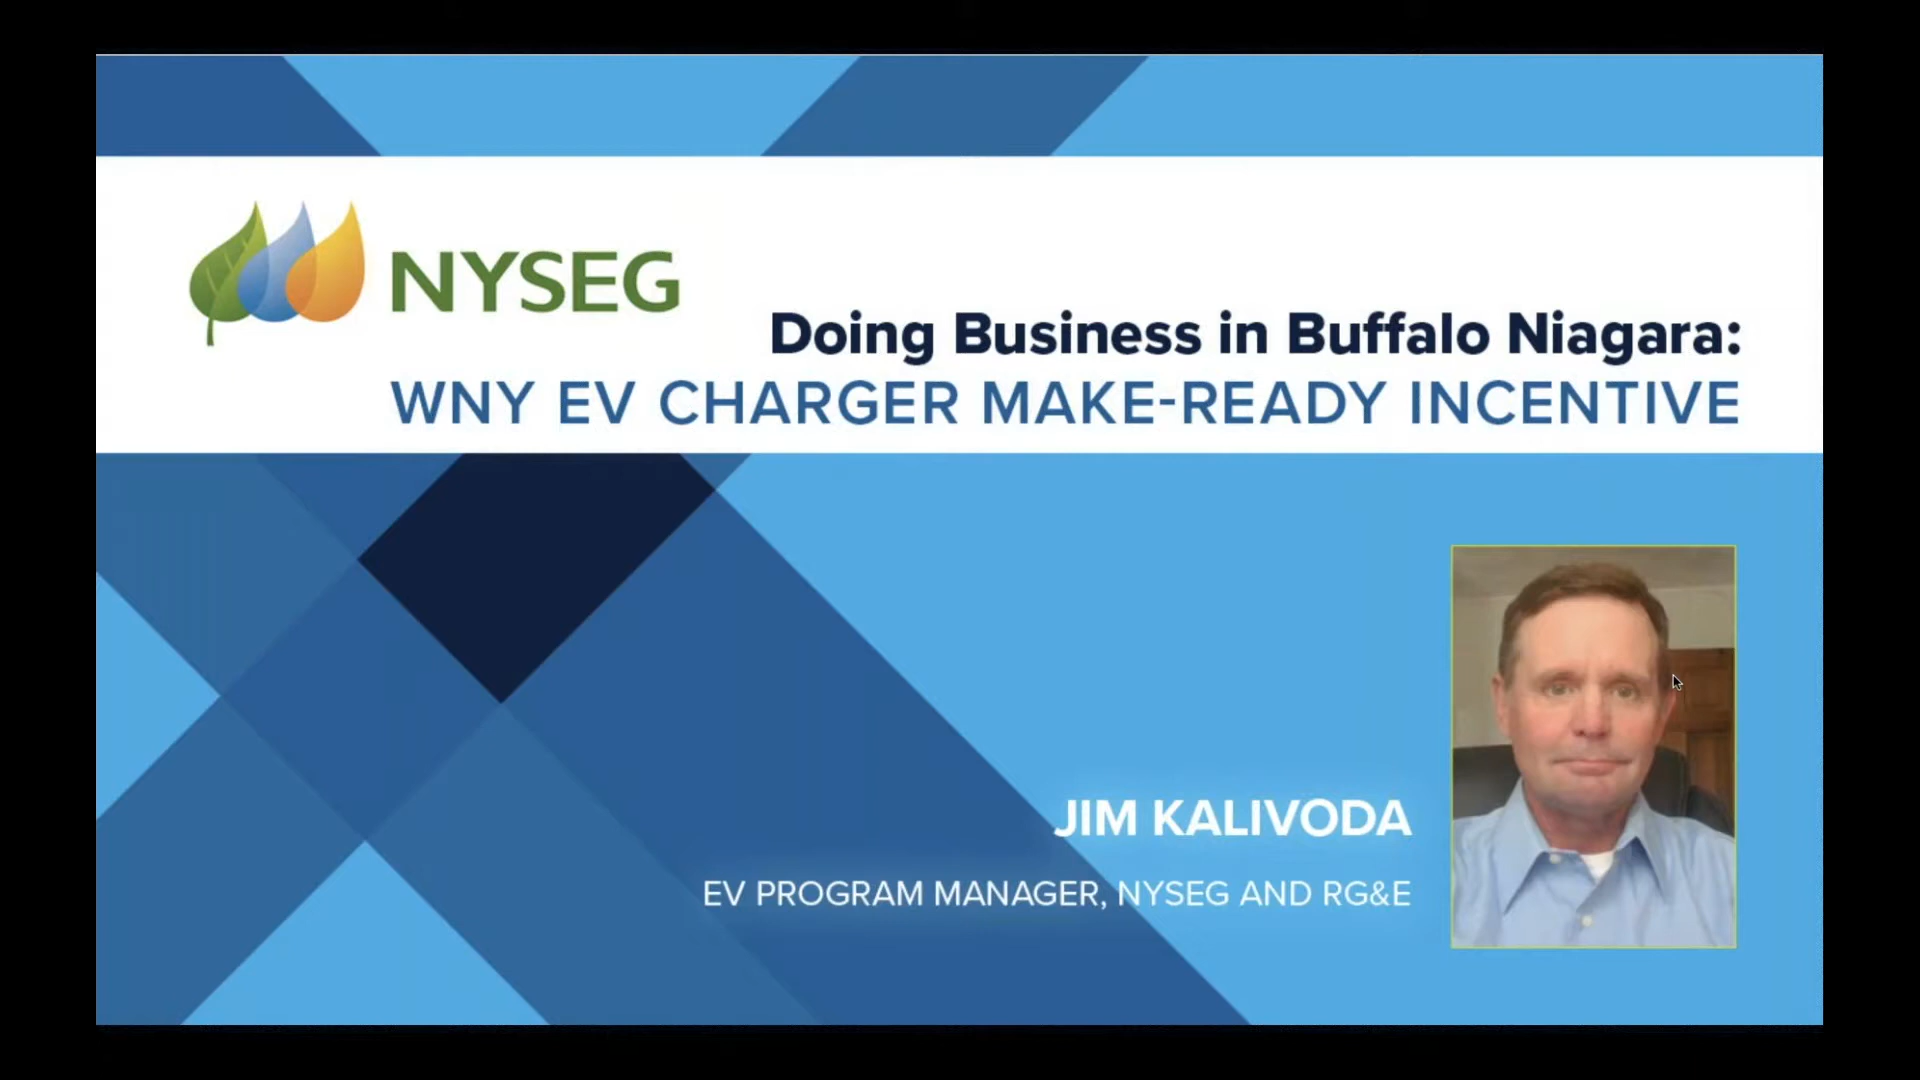 NYSEG
Doing Business in Buffalo Niagara:
WNY EV CHARGER MAKE-READY INCENTIVE
JIM KALIVODA
EV PROGRAM MANAGER, NYSEG AND RG&E